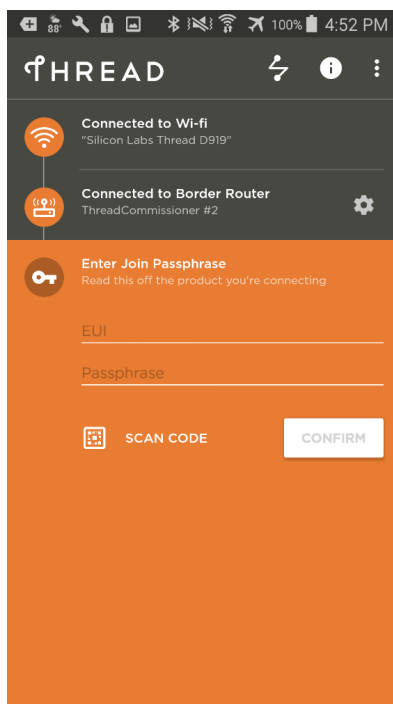 88°
100% 4:52 PM
THREAD
Connected to Wi-fi
"Silicon Labs Thread D919"
Connected to Border Router
ThreadCommissioner #2
Enter Join Passphrase
Read this off the product you're connecting
EUI
Passphrase
SCAN CODE
CONFIRM